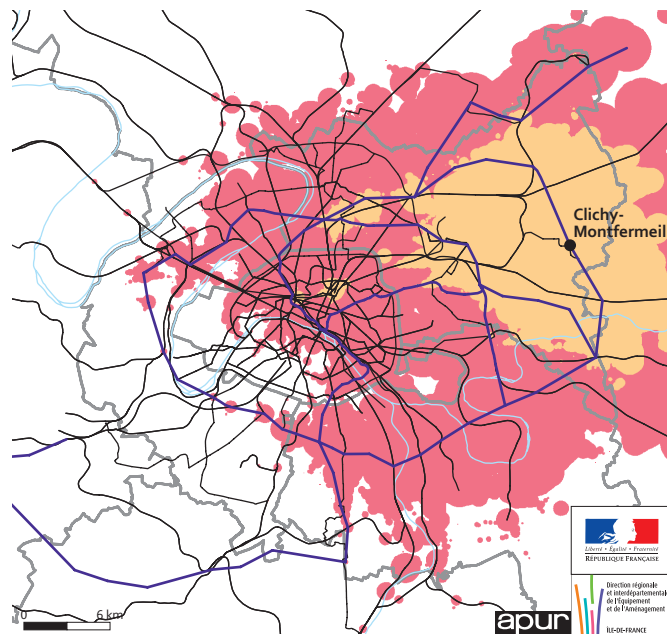 Clichy-
Montfermeil
0
6 km
apur
Liberté • Égalité • Fraternité
RÉPUBLIQUE FRANÇAISE
Direction régionale
et interdépartementale
de l'Équipement
et de l'Aménagement
ÎLE-DE-FRANCE